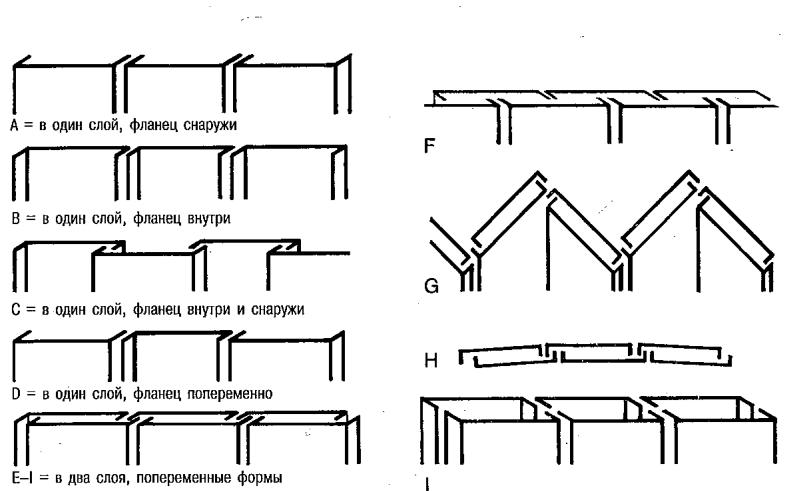 A = в один слой, фланец снаружи
B = в один слой, фланец внутри
C = в один слой, фланец внутри и снаружи
D = в один слой, фланец попеременно
E–I = в два слоя, попеременные формы
F
G
H
I